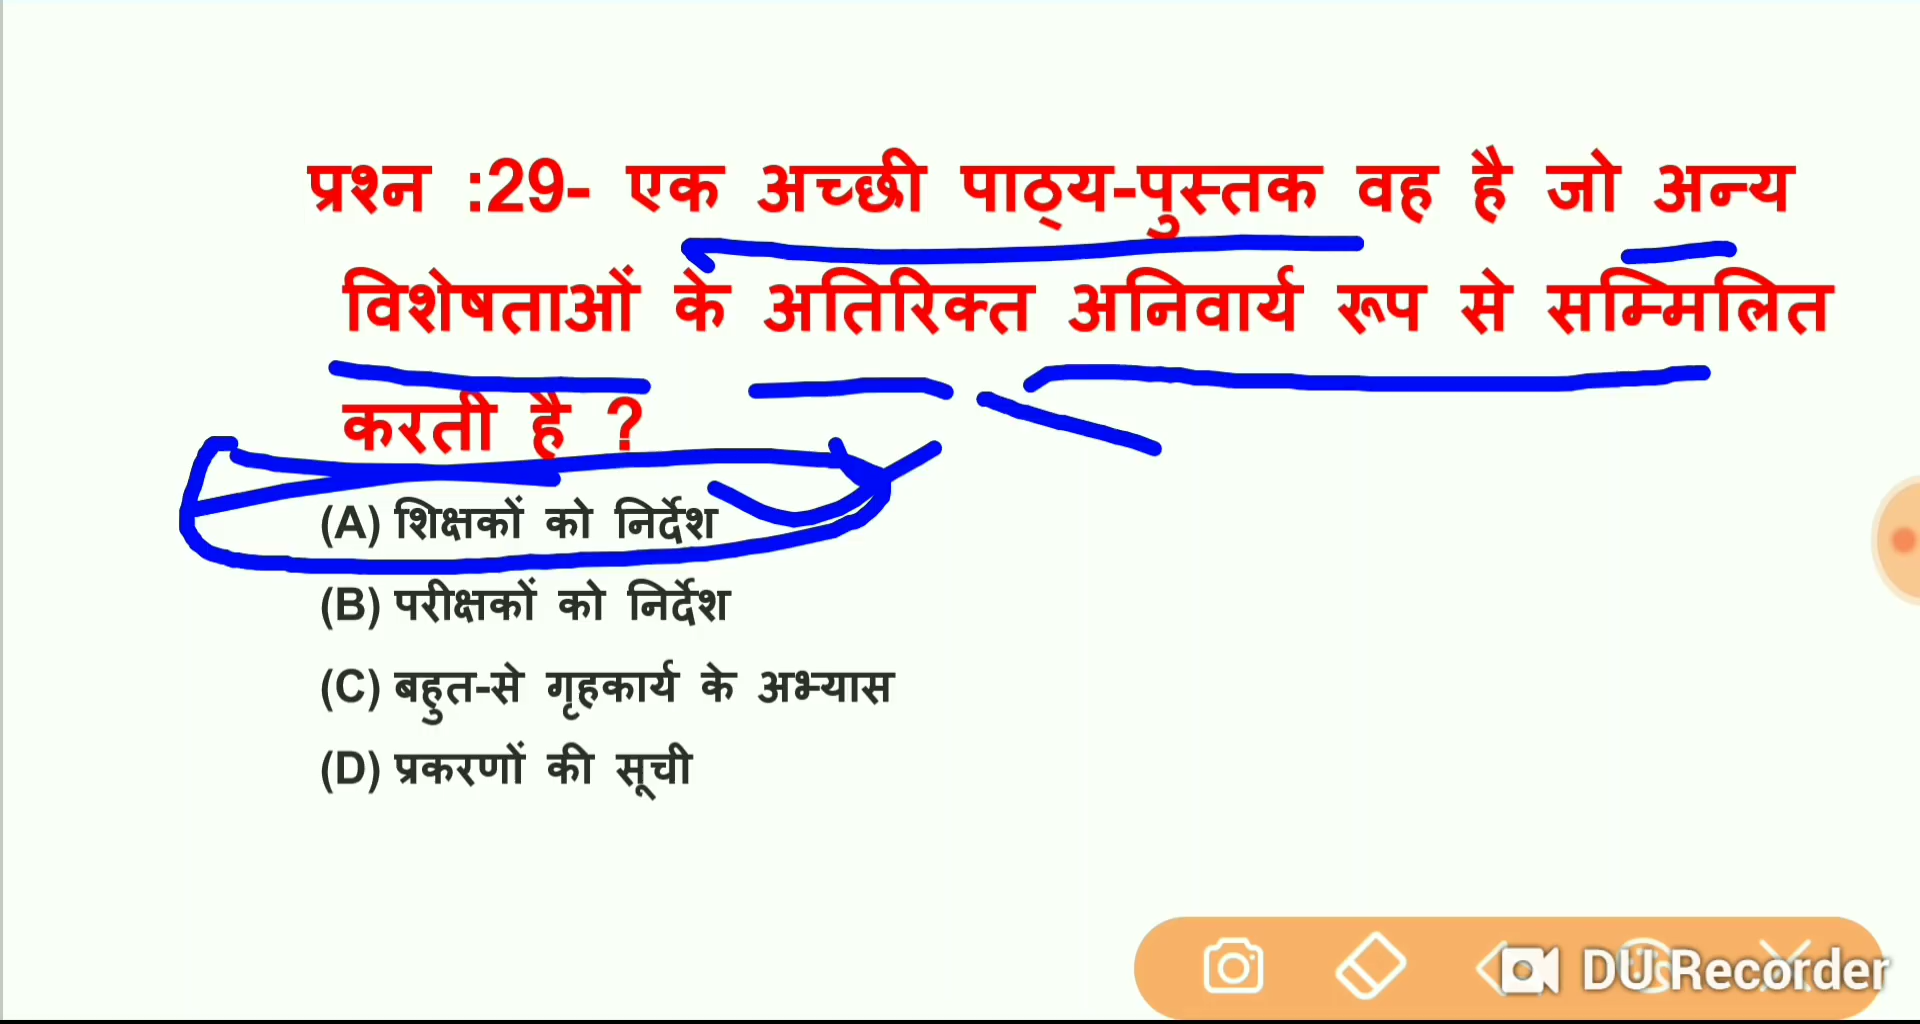 प्रश्न :29- एक अच्छी पाठ्य-पुस्तक वह है जो अन्य
विशेषताओं के अतिरिक्त अनिवार्य रूप से सम्मिलित
करती है ?
(A) शिक्षकों को निर्देश
(B) परीक्षकों को निर्देश
(C) बहुत-से गृहकार्य के अभ्यास
(D) प्रकरणों की सूची
DU Recorder